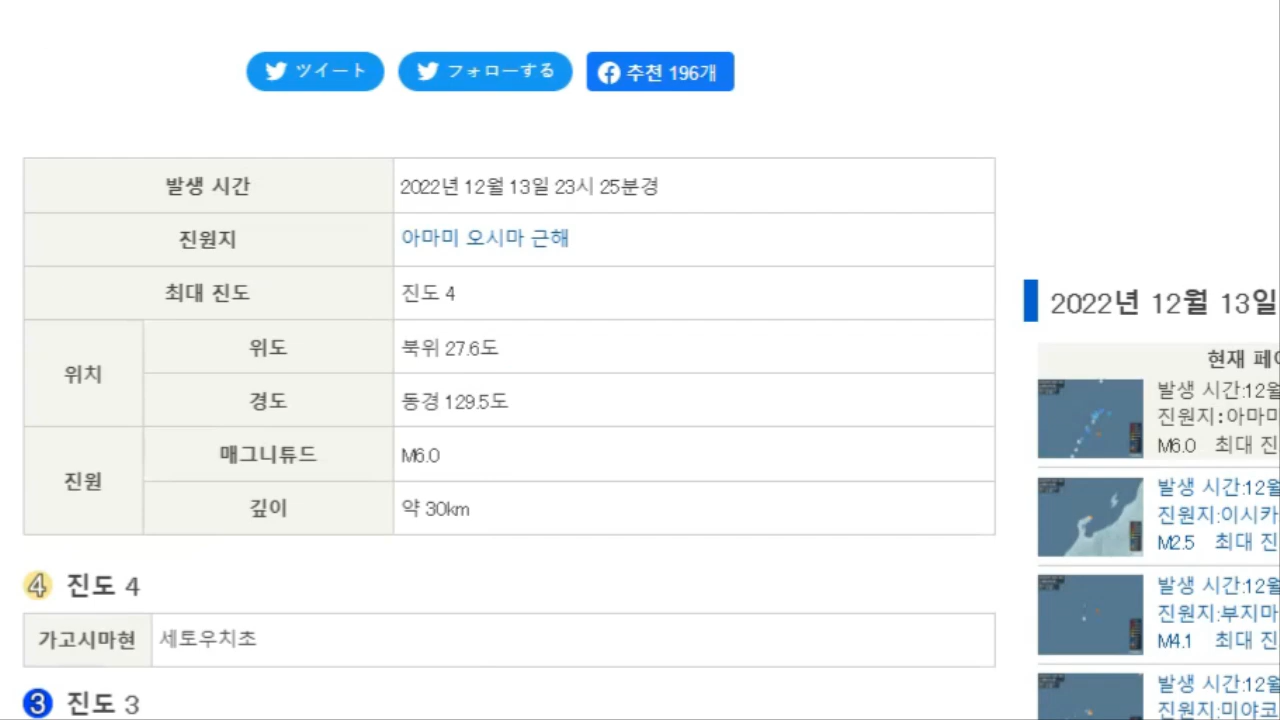 ツイート フォローする 추천 196개
발생 시간 2022년 12월 13일 23시 25분경
진원지 아마미 오시마 근해
최대 진도 진도 4
위치 위도 북위 27.6도
경도 동경 129.5도
진원 매그니튜드 M6.0
깊이 약 30km
4 진도 4
가고시마현 세토우치초
3 진도 3
2022년 12월 13일
현재 페
발생 시간:12월
진원지:아마미
M6.0 최대 진
발생 시간:12월
진원지:이시카
M2.5 최대 진
발생 시간:12월
진원지:부지마
M4.1 최대 진
발생 시간:12월
진원지:미야코